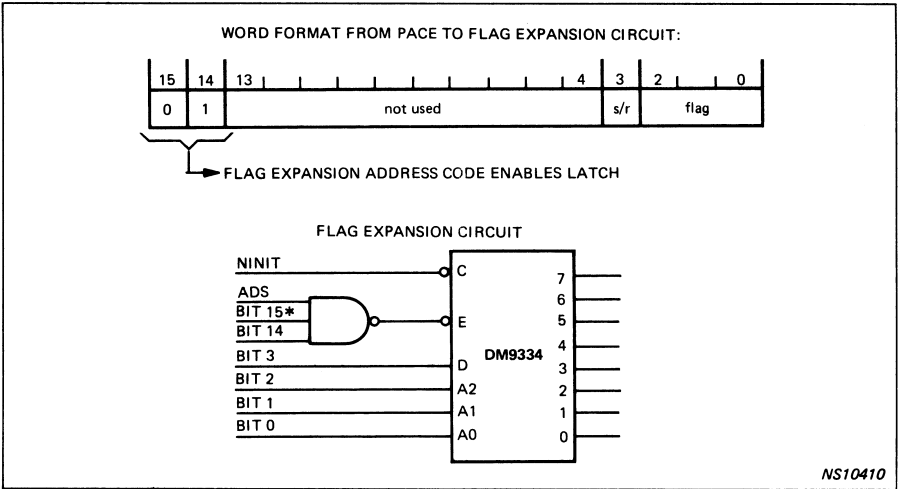 WORD FORMAT FROM PACE TO FLAG EXPANSION CIRCUIT:
15 14 13 4 3 2 0
0 1 not used s/r flag
FLAG EXPANSION ADDRESS CODE ENABLES LATCH
FLAG EXPANSION CIRCUIT
NINIT
C
7
ADS
6
BIT 15*
E
5
BIT 14
4
BIT 3
D
DM9334
3
BIT 2
A2
2
BIT 1
A1
1
BIT 0
A0
0
NS10410